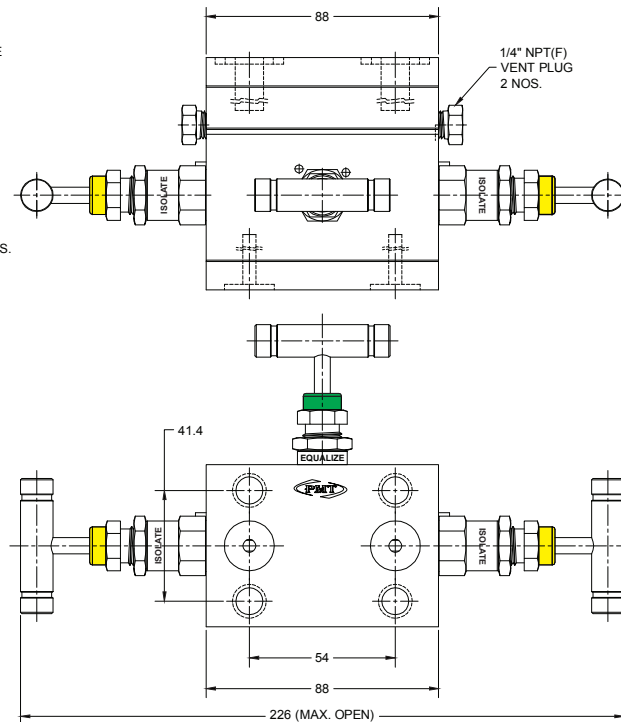 88
E
1/4" NPT(F)
VENT PLUG
2 NOS.
ISOLATE
ISOLATE
S.
41.4
EQUALIZE
PMT
ISOLATE
ISOLATE
54
88
226 (MAX. OPEN)